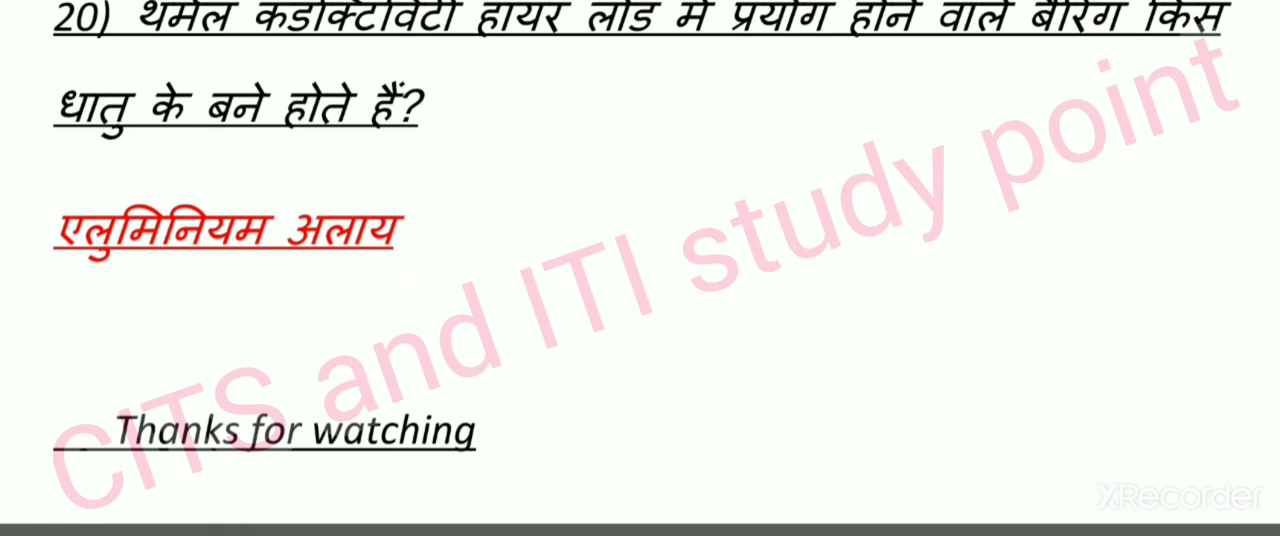 20) थर्मल कंडक्टिविटी हायर लोड में प्रयोग होने वाले बैरिंग किस
धातु के बने होते हैं?
एलुमिनियम अलाय
CITS and ITI study point
Thanks for watching
XRecorder